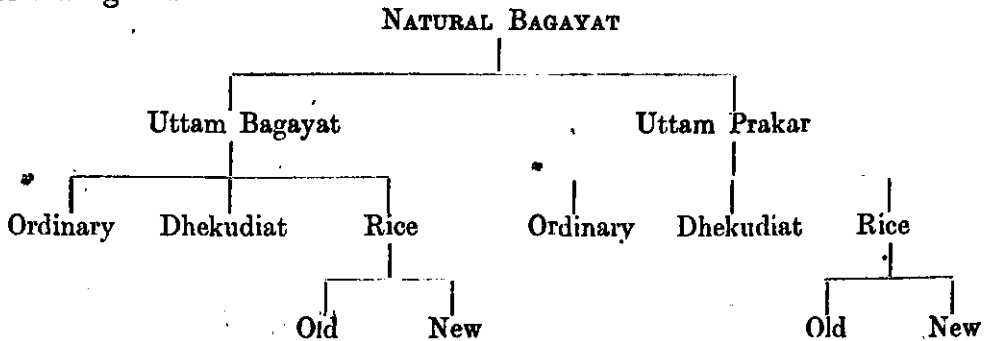 NATURAL BAGAYAT
Uttam Bagayat Uttam Prakar
Ordinary Dhekudiat Rice Ordinary Dhekudiat Rice
Old New Old New